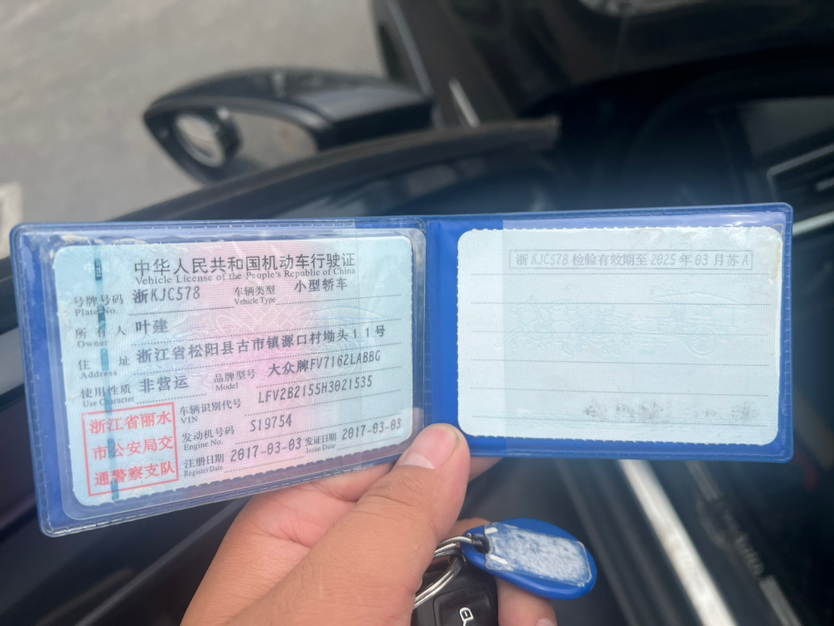 中华人民共和国机动车行驶证
Vehicle License of the People's Republic of China
号牌号码 浙KJC578 车辆类型 小型轿车
Plate No. Vehicle Type
所有人 叶建
Owner
住址 浙江省松阳县古市镇源口村坳头11号
Address
使用性质 非营运 品牌型号 大众牌FV7162LABBG
Use Character Model
车辆识别代号 LFV2B2155H3021535
VIN
发动机号码 S19754
Engine No.
注册日期 2017-03-03 发证日期 2017-03-03
Register Date Issue Date
浙江省丽水
市公安局交
通警察支队
浙KJC578 检验有效期至 2025 年 03 月苏A